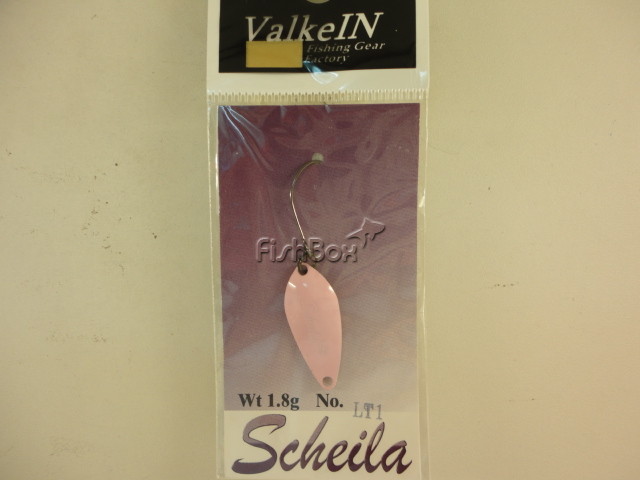 ValkeIN
Fishing Gear
Factory
FishBox
Wt 1.8g No. LT1
Scheila